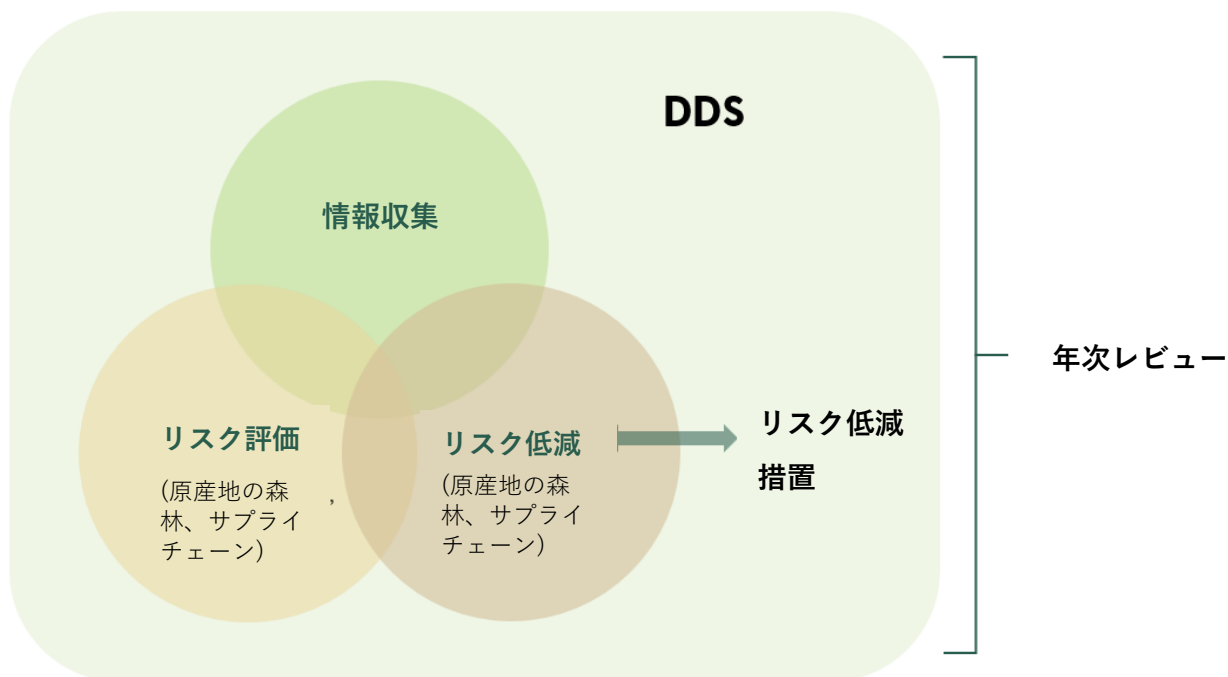 DDS
情報収集
年次レビュー
リスク評価
(原産地の森
林、サプライ
チェーン)
,
リスク低減
(原産地の森
林、サプライ
チェーン)
リスク低減
措置